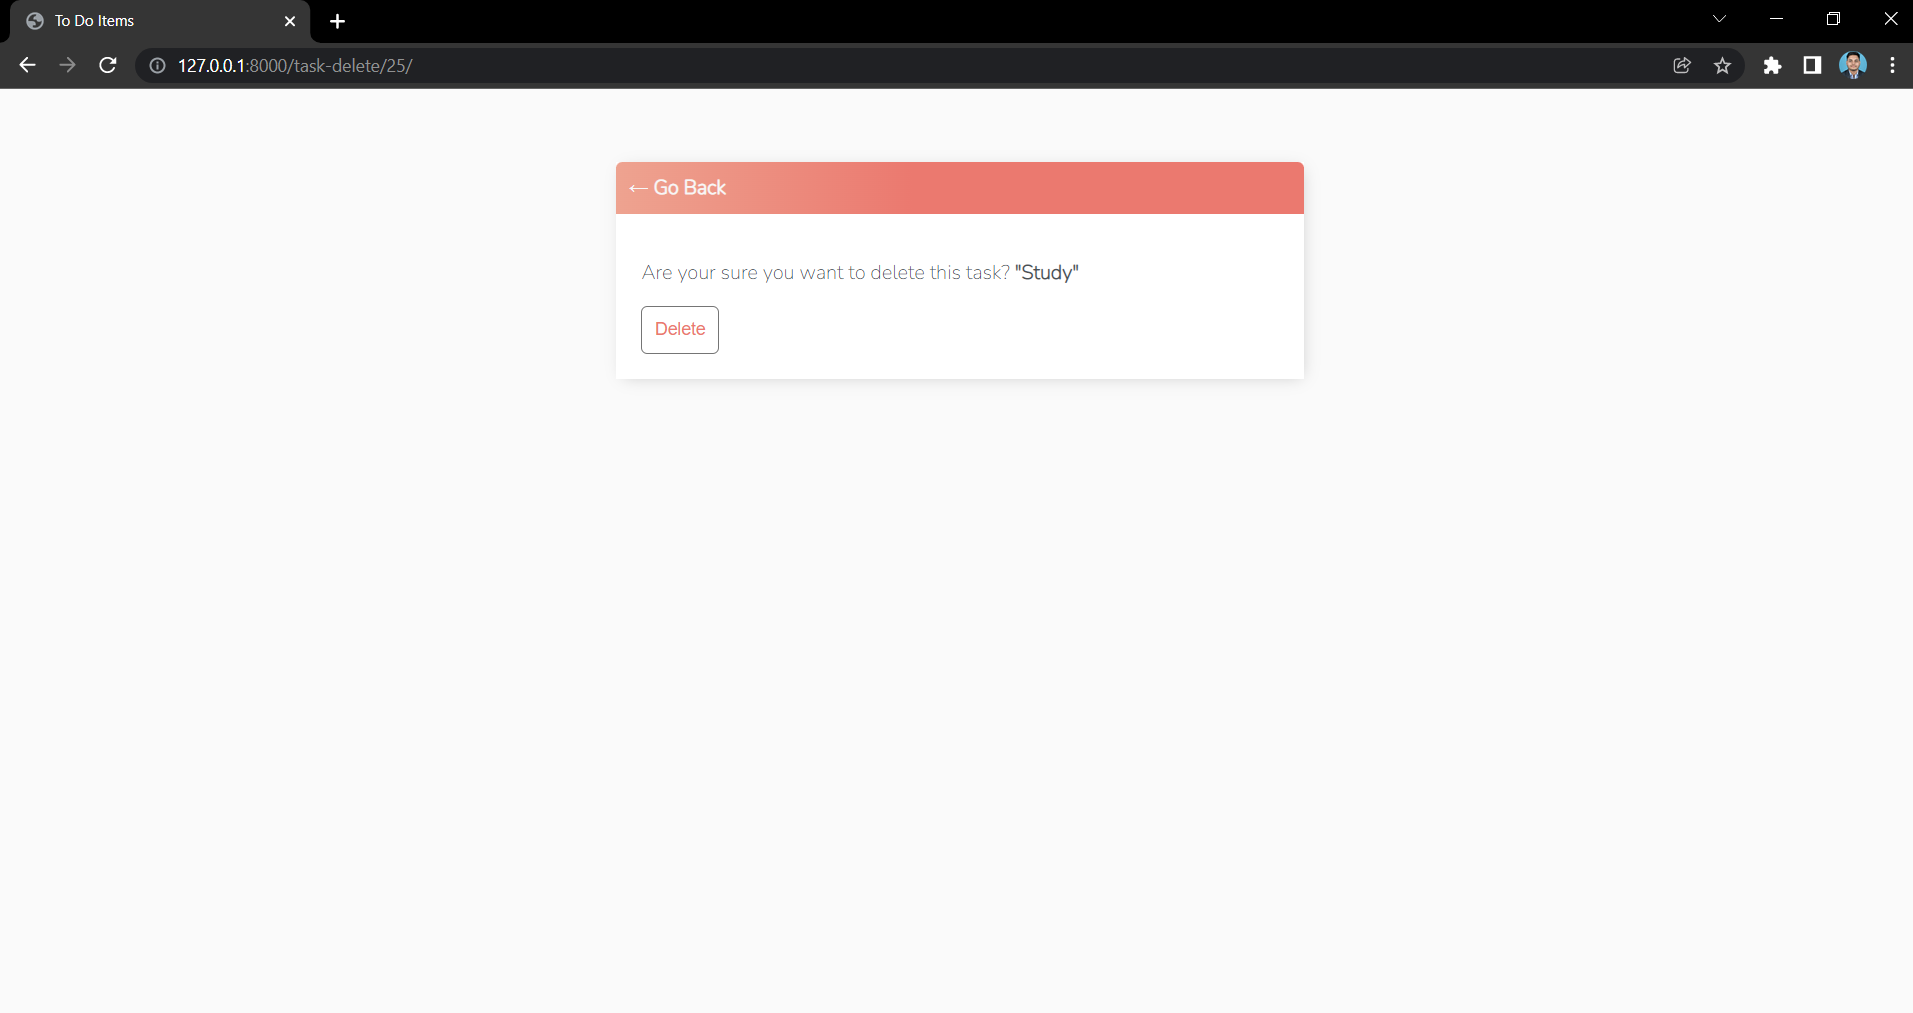 To Do Items
127.0.0.1:8000/task-delete/25/
← Go Back
Are your sure you want to delete this task? "Study"
Delete